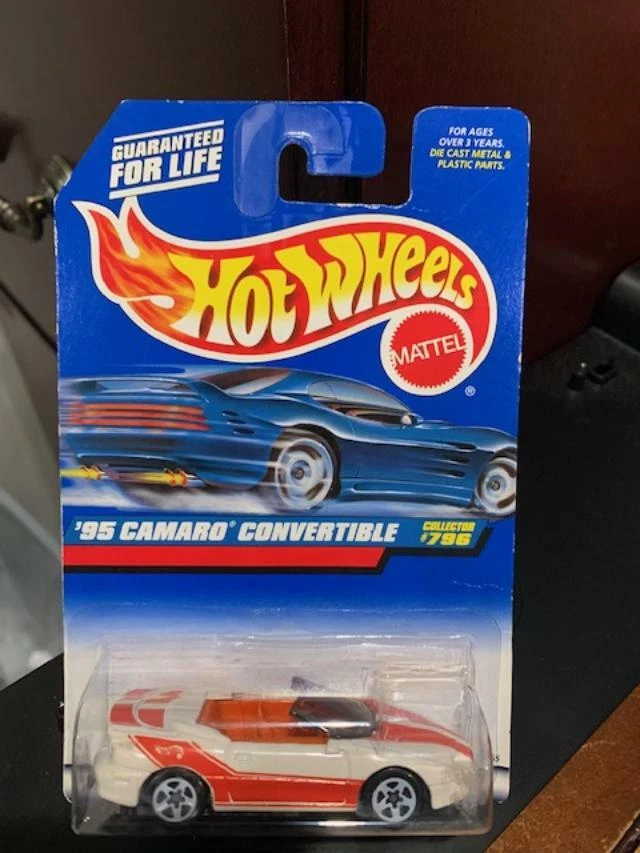 GUARANTEED
FOR LIFE
FOR AGES
OVER 3 YEARS.
DIE CAST METAL &
PLASTIC PARTS.
HOT WHEELS
MATTEL
®
'95 CAMARO® CONVERTIBLE
COLLECTOR
#796